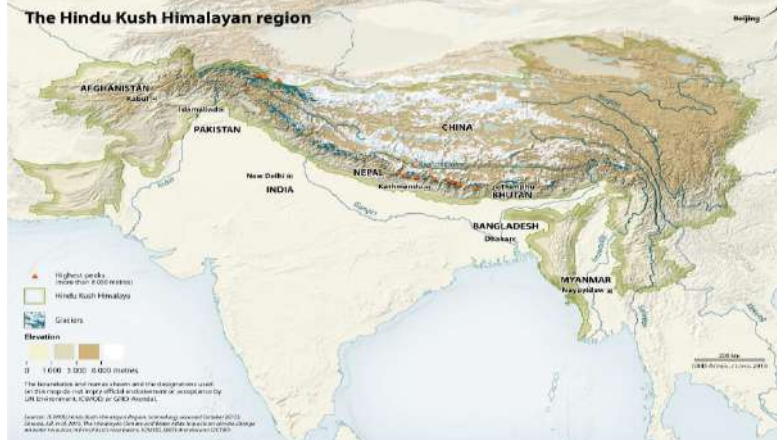 The Hindu Kush Himalayan region
Beijing
AFGHANISTAN
Kabul
Islamabad
PAKISTAN
CHINA
New Delhi
NEPAL
INDIA
Kathmandu
Thimphu
BHUTAN
Indus
Ganges
BANGLADESH
Dhaka
MYANMAR
Naypyidaw
Highest peaks
(more than 8 000 metres)
Hindu Kush Himalaya
Glaciers
Elevation
0 1 000 3 000 6 000 metres
The boundaries and names shown and the designations used
on this map do not imply official endorsement or acceptance by
UN Environment, ICIMOD or GRID-Arendal.